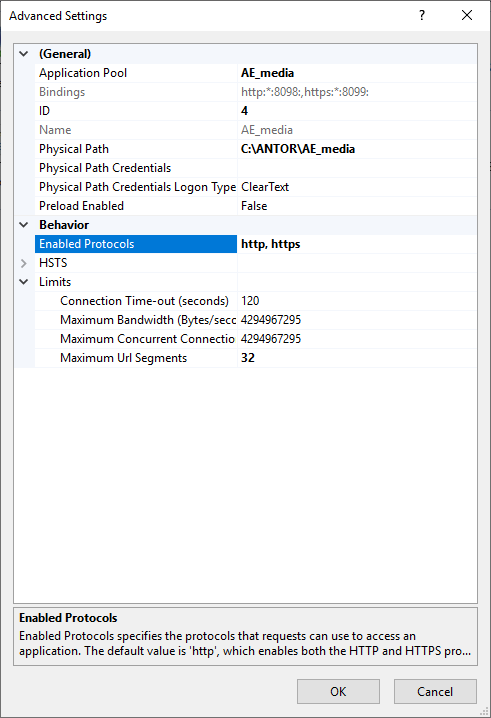 Advanced Settings ? ×
(General)
Application Pool AE_media
Bindings http:*:8098:,https:*:8099:
ID 4
Name AE_media
Physical Path C:\ANTOR\AE_media
Physical Path Credentials
Physical Path Credentials Logon Type ClearText
Preload Enabled False
Behavior
Enabled Protocols http, https
HSTS
Limits
Connection Time-out (seconds) 120
Maximum Bandwidth (Bytes/secc 4294967295
Maximum Concurrent Connectio 4294967295
Maximum Url Segments 32
Enabled Protocols
Enabled Protocols specifies the protocols that requests can use to access an
application. The default value is 'http', which enables both the HTTP and HTTPS pro...
OK Cancel